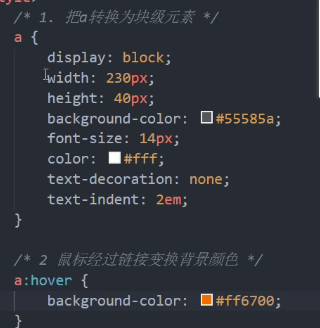 /* 1. 把a转换为块级元素 */
a {
display: block;
width: 230px;
height: 40px;
background-color: #55585a;
font-size: 14px;
color: #fff;
text-decoration: none;
text-indent: 2em;
}
/* 2 鼠标经过链接变换背景颜色 */
a:hover {
background-color: #ff6700;
}